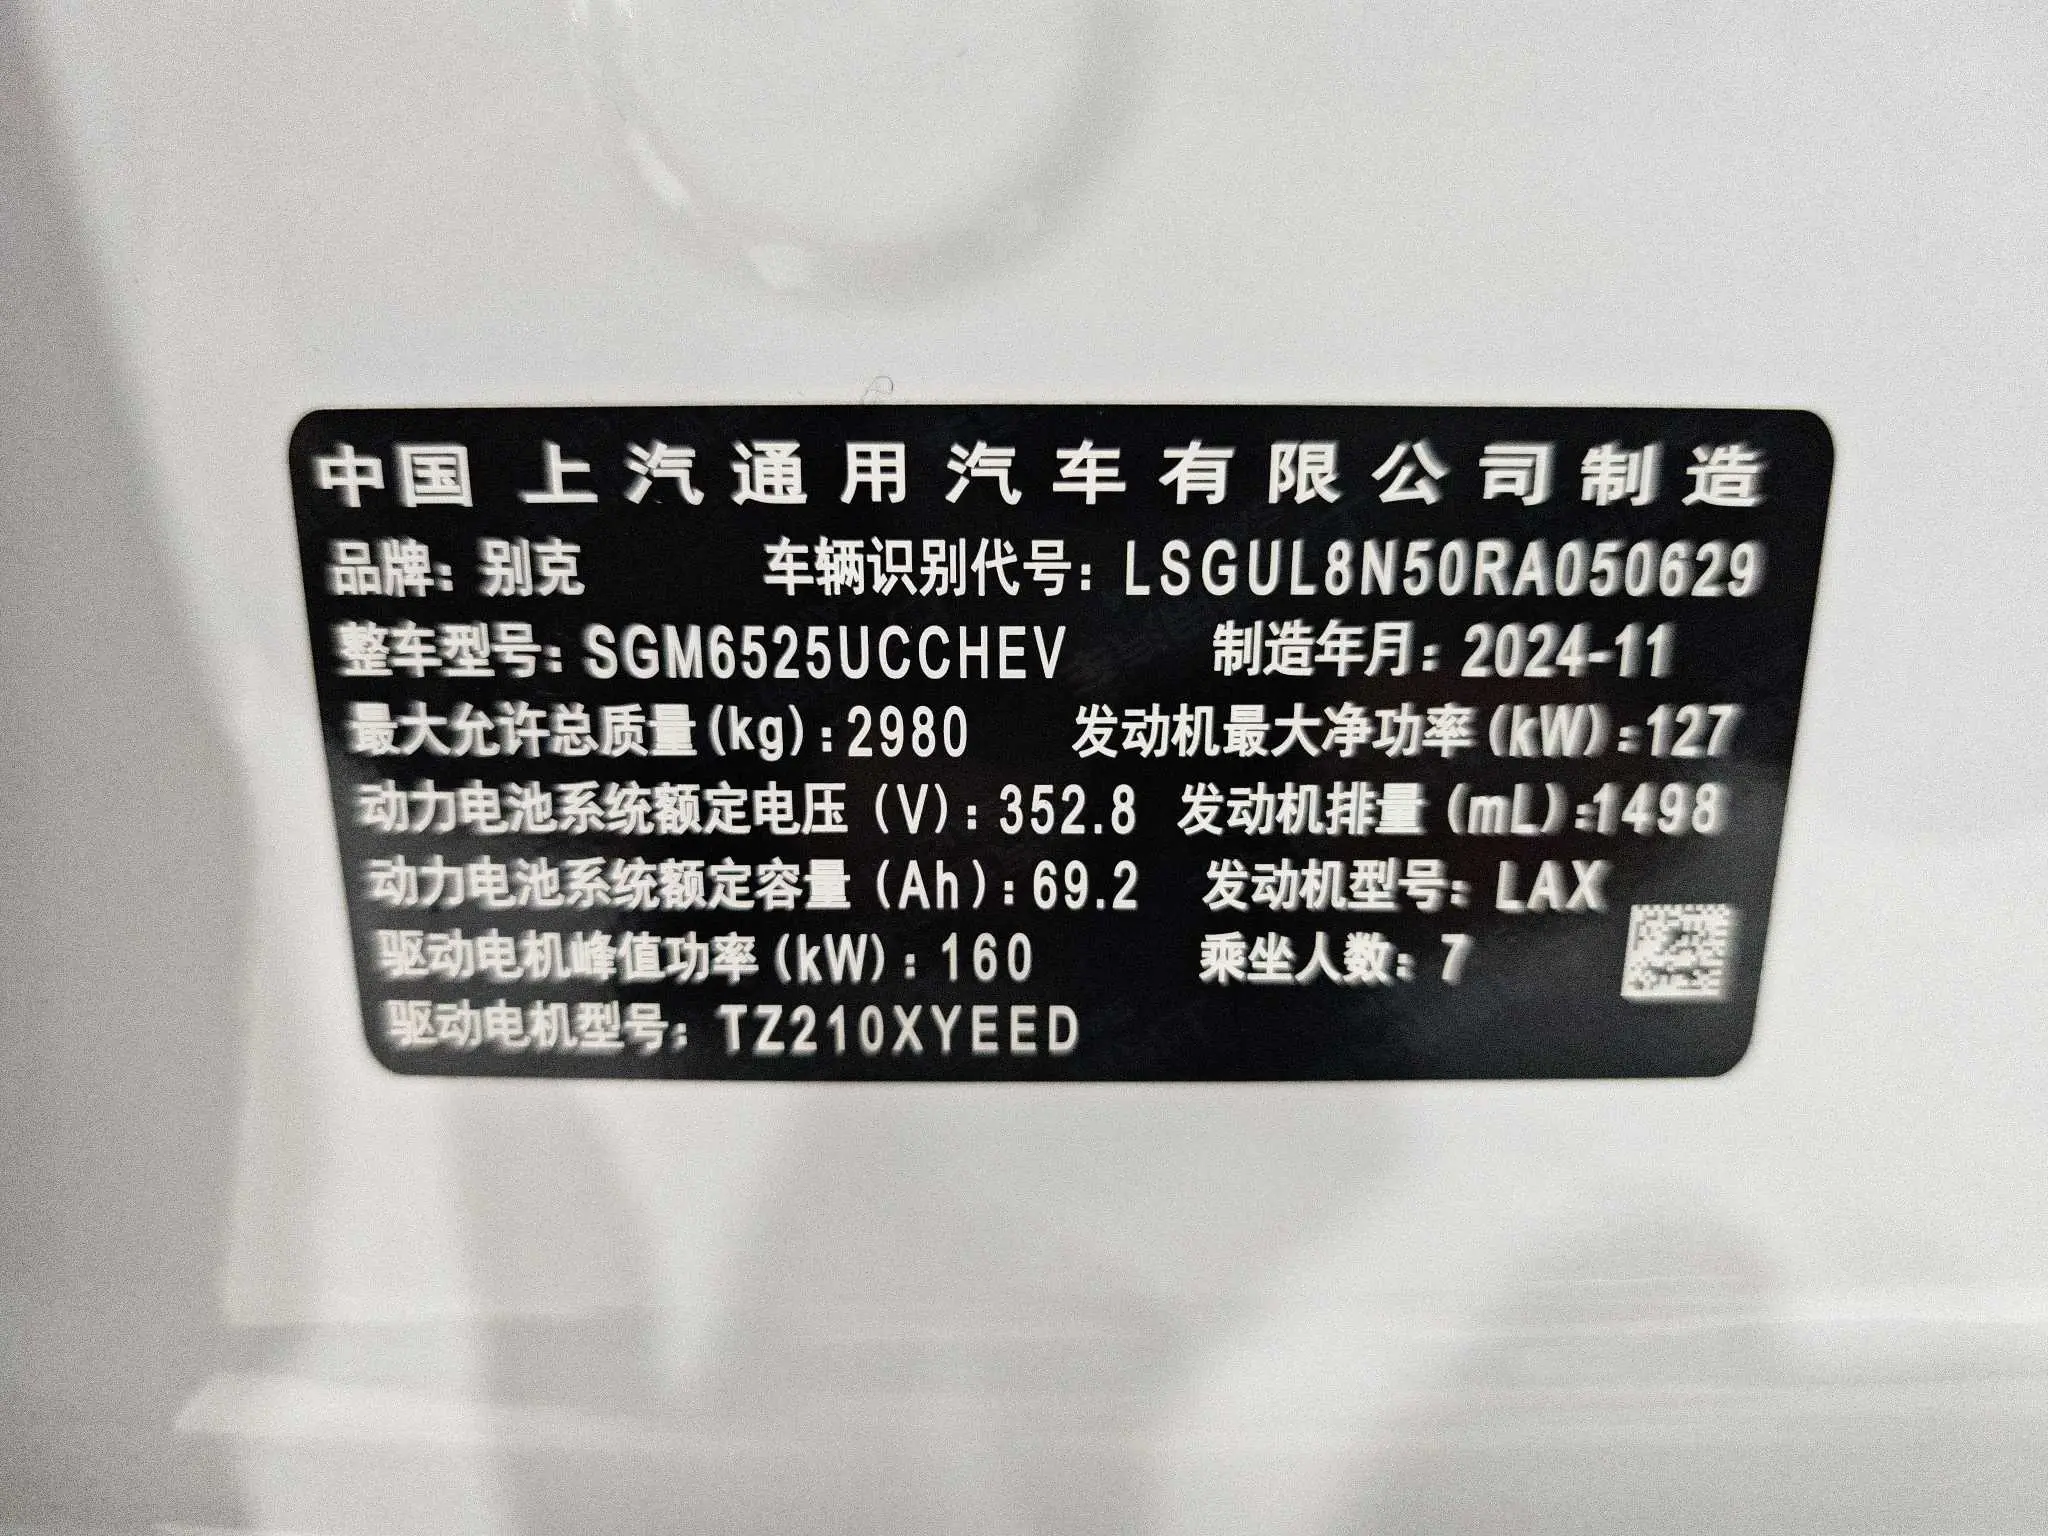 中国 上汽通用汽车有限公司制造
品牌：别克 车辆识别代号：LSGUL8N50RA050629
整车型号：SGM6525UCCHEV 制造年月：2024-11
最大允许总质量(kg)：2980 发动机最大净功率(kW)：127
动力电池系统额定电压(V)：352.8 发动机排量(mL)：1498
动力电池系统额定容量(Ah)：69.2 发动机型号：LAX
驱动电机峰值功率(kW)：160 乘坐人数：7
驱动电机型号：TZ210XYEED